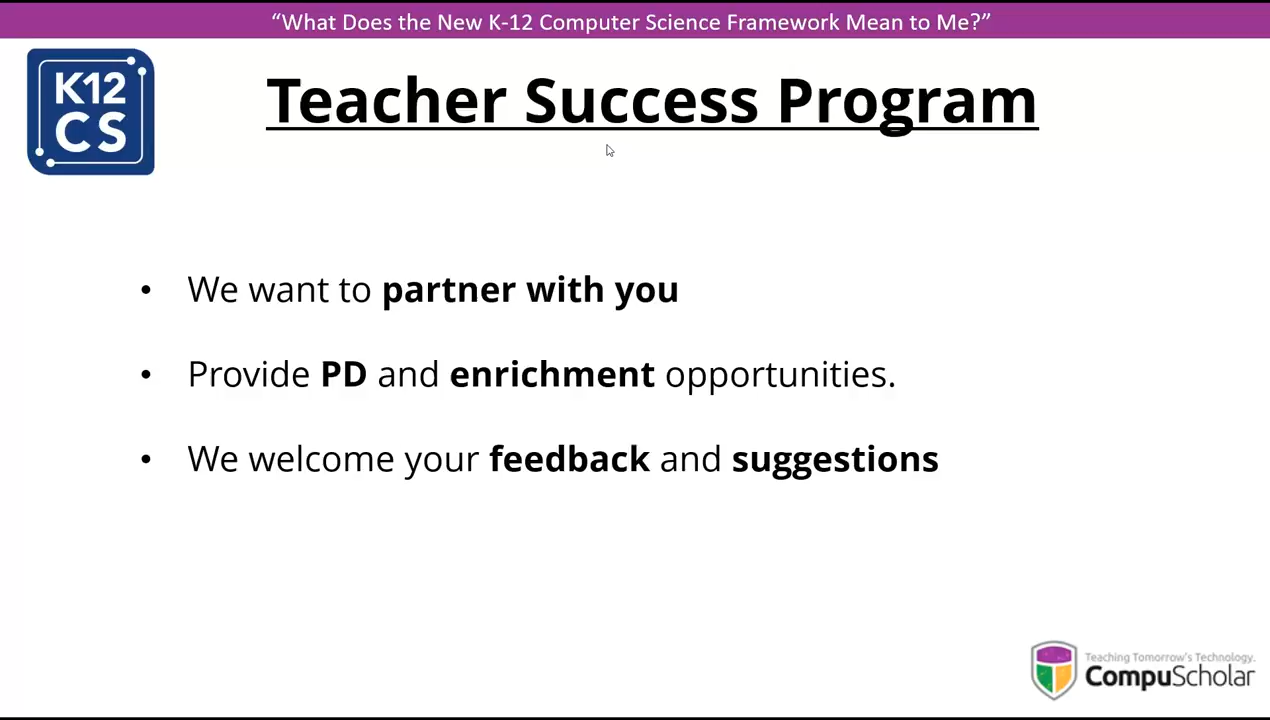 “What Does the New K-12 Computer Science Framework Mean to Me?”
K12
CS
Teacher Success Program
• We want to partner with you
• Provide PD and enrichment opportunities.
• We welcome your feedback and suggestions
Teaching Tomorrow's Technology.
CompuScholar